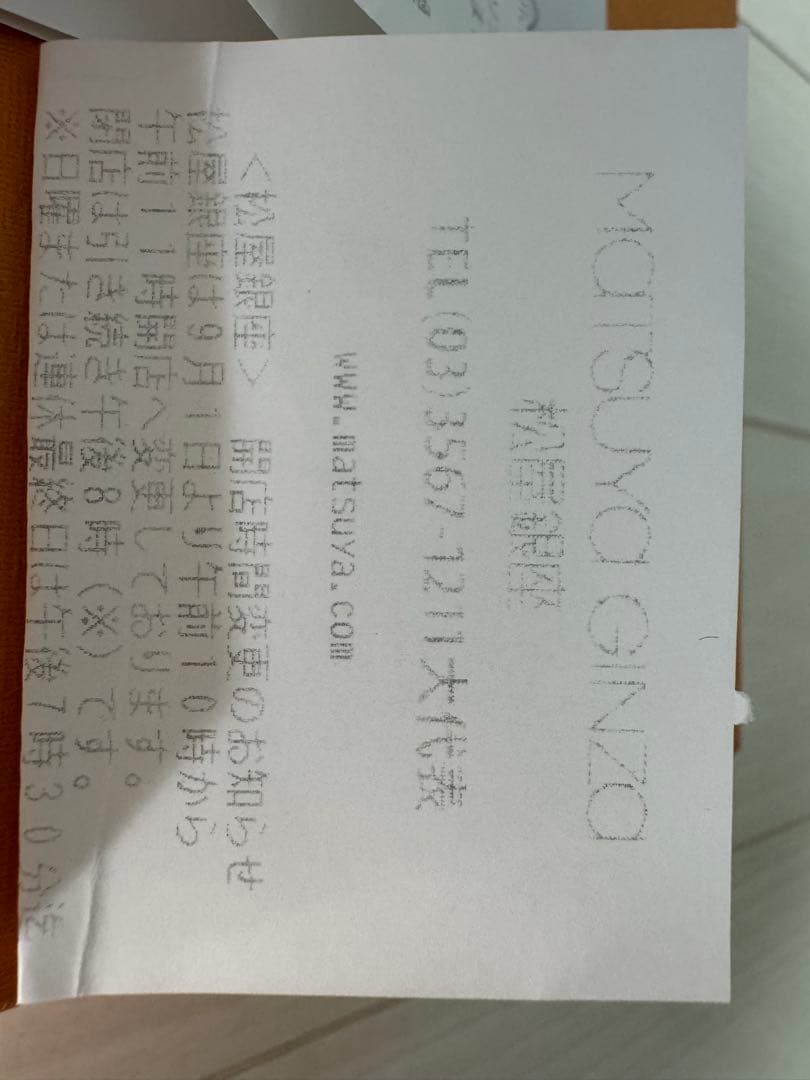 MATSUYA GINZA
松屋銀座
TEL(03)3567-1211大代表
www.matsuya.com
<松屋銀座> 開店時間変更のお知らせ
松屋銀座は9月1日より午前10時から
午前11時開店へ変更しております。
閉店は引き続き午後8時(※)です。
※日曜または連休最終日は午後7時30分迄